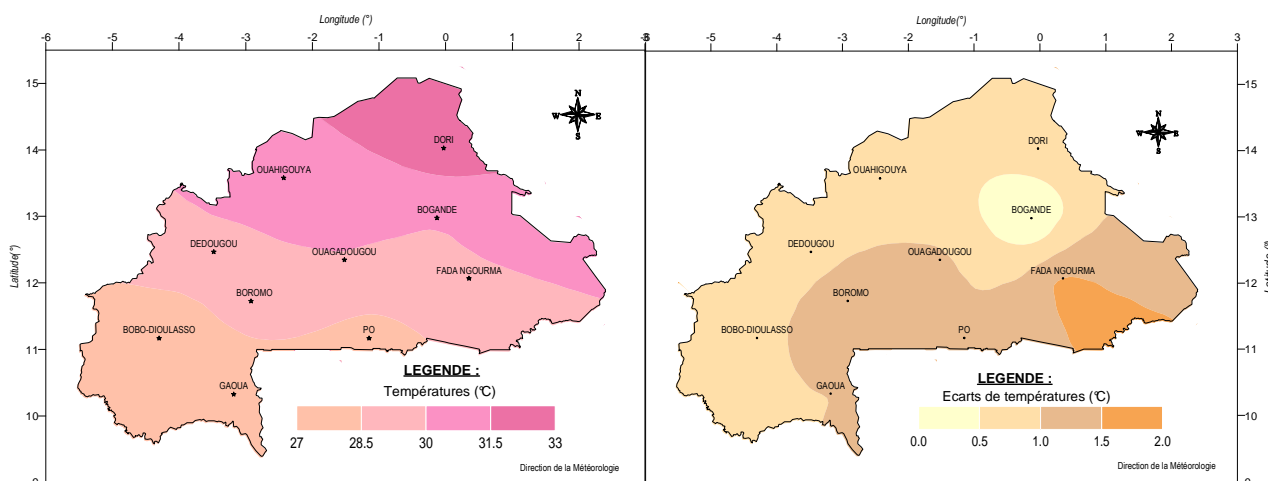 Longitude (°)
-4 -3 -2 -1 0 1 2
15
14
13
12
11
10
Latitude(°)
N
W E
S
DORI
OUAHIGOUYA
BOGANDE
DEDOUGOU
OUAGADOUGOU
FADA NGOURMA
BOROMO
BOBO-DIOULASSO
PO
GAOUA
LEGENDE :
Températures (°C)
27 28.5 30 31.5 33
Direction de la Météorologie
Longitude(°)
-5 -4 -3 -2 -1 0 1 2 3
15
14
13
12
11
10
N
W E
S
DORI
OUAHIGOUYA
BOGANDE
DEDOUGOU
OUAGADOUGOU
FADA NGOURMA
BOROMO
BOBO-DIOULASSO
PO
GAOUA
LEGENDE :
Ecarts de températures (°C)
0.0 0.5 1.0 1.5 2.0
Direction de la Météorologie